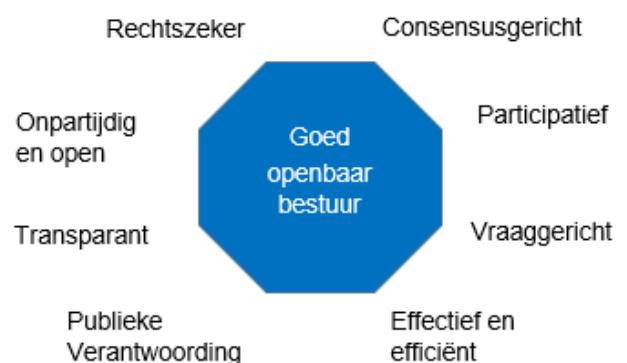 Rechtszeker
Consensusgericht
Onpartijdig
en open
Participatief
Goed
openbaar
bestuur
Transparant
Vraaggericht
Publieke
Verantwoording
Effectief en
efficiënt